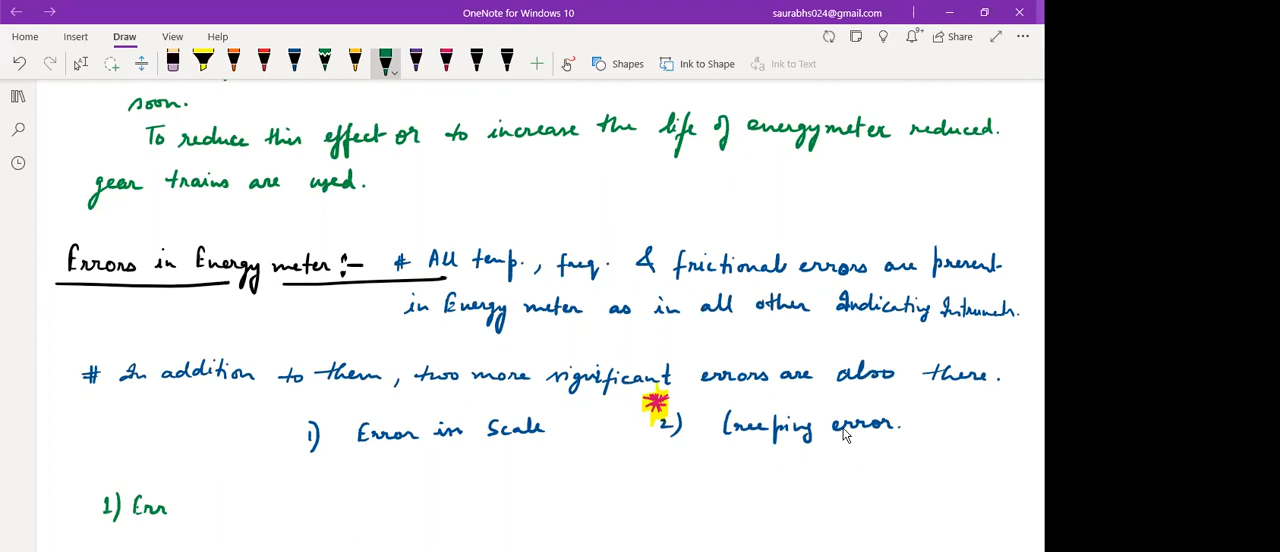 OneNote for Windows 10
saurabhs024@gmail.com
Home Insert Draw View Help
9+ Share
Shapes Ink to Shape Ink to Text
soon.
To reduce this effect or to increase the life of energymeter reduced.
gear trains are used.
Errors in Energy meter :- # All temp., freq. & frictional errors are present
in Energy meter as in all other Indicating Intruments.
# In addition to them, two more significant errors are also there.
1) Error in Scale * 2) Creeping error.
1) Err